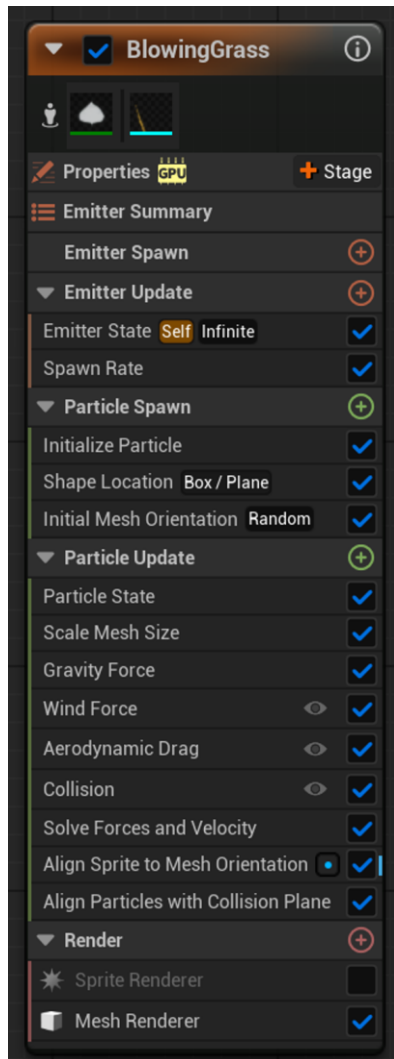 BlowingGrass
Properties GPU + Stage
Emitter Summary
Emitter Spawn
Emitter Update
Emitter State Self Infinite
Spawn Rate
Particle Spawn
Initialize Particle
Shape Location Box / Plane
Initial Mesh Orientation Random
Particle Update
Particle State
Scale Mesh Size
Gravity Force
Wind Force
Aerodynamic Drag
Collision
Solve Forces and Velocity
Align Sprite to Mesh Orientation
Align Particles with Collision Plane
Render
Sprite Renderer
Mesh Renderer